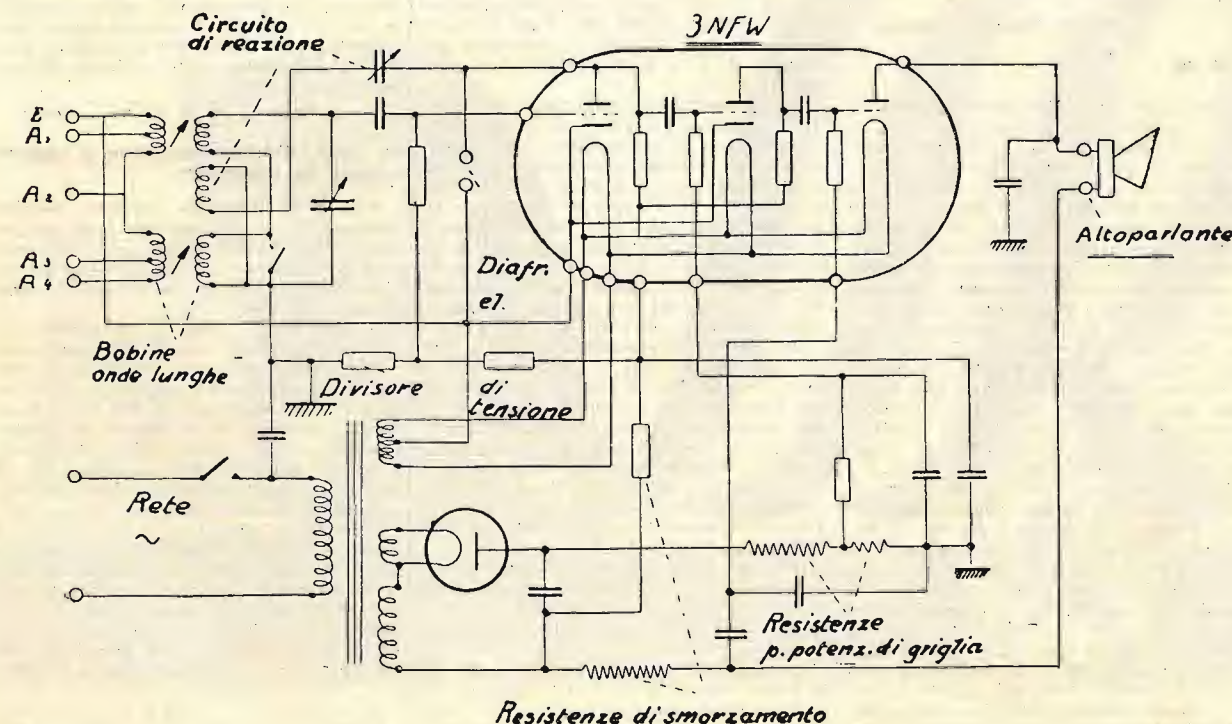 Circuito
di reazione
3NFW
E
A1
A2
A3
A4
Diafr.
el.
Altoparlante
Bobine
onde lunghe
Divisore
di
tensione
Rete
~
Resistenze
p. potenz. di griglia
Resistenze di smorzamento